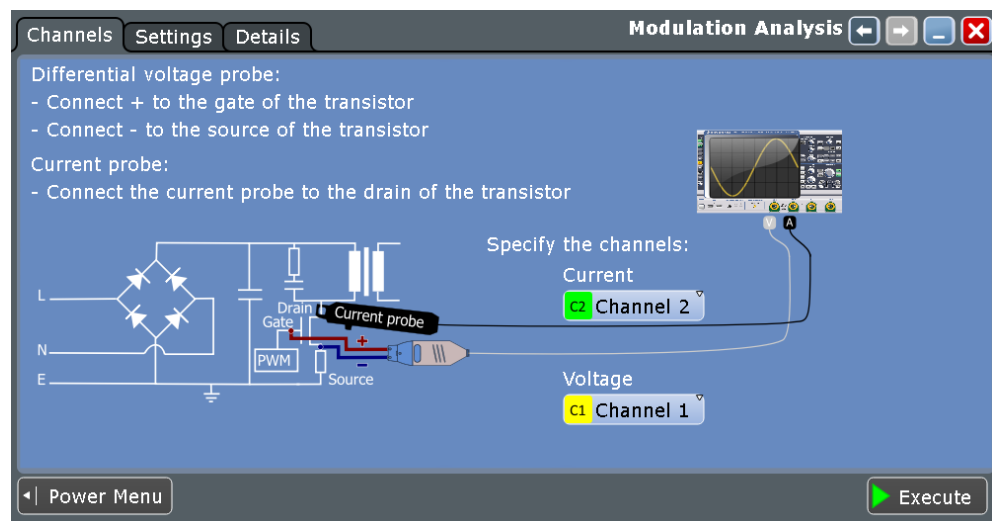 Channels Settings Details Modulation Analysis
Differential voltage probe:
- Connect + to the gate of the transistor
- Connect - to the source of the transistor
Current probe:
- Connect the current probe to the drain of the transistor
V A
Specify the channels:
Current
C2 Channel 2
Voltage
C1 Channel 1
L
N
E
Drain
Gate
Current probe
+
PWM
−
Source
Power Menu
Execute